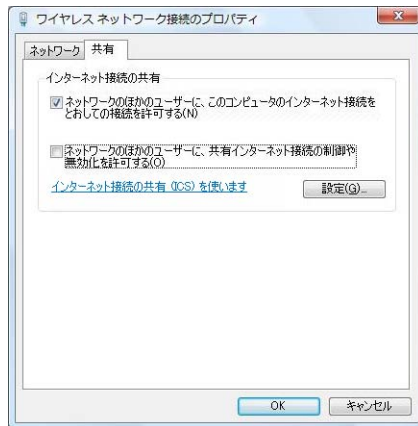 ワイヤレス ネットワーク接続のプロパティ
ネットワーク 共有
インターネット接続の共有
ネットワークのほかのユーザーに、このコンピュータのインターネット接続を
とおしての接続を許可する(N)
ネットワークのほかのユーザーに、共有インターネット接続の制御や
無効化を許可する(O)
インターネット接続の共有 (ICS) を使います
設定(G)...
OK キャンセル